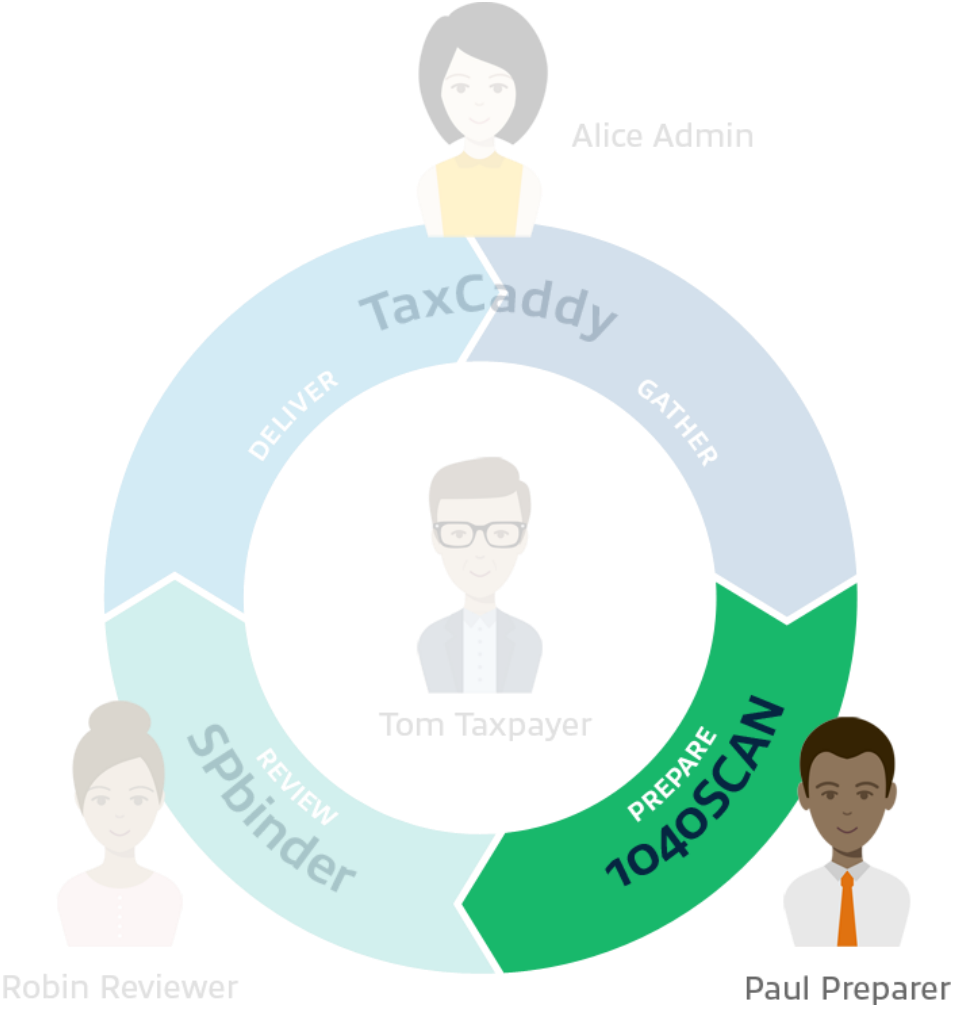 Alice Admin
TaxCaddy
DELIVER
GATHER
Tom Taxpayer
REVIEW
SPbinder
PREPARE
1040SCAN
Robin Reviewer
Paul Preparer